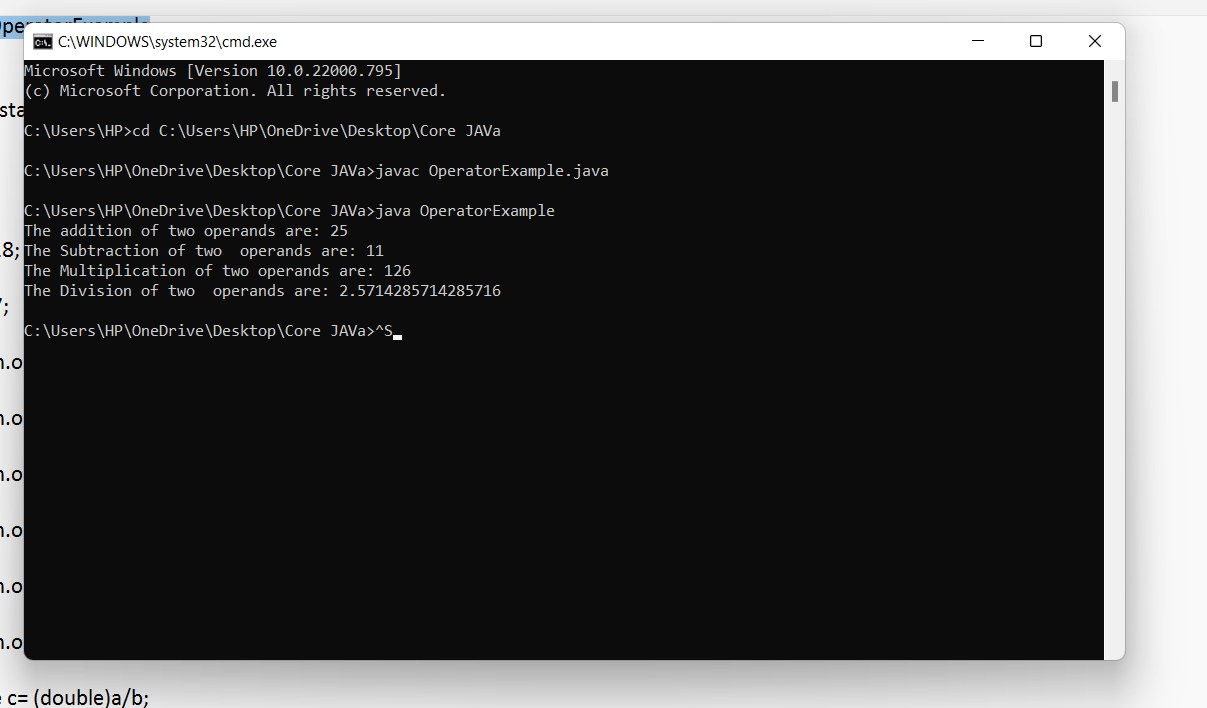 OperatorExample
C:\WINDOWS\system32\cmd.exe
Microsoft Windows [Version 10.0.22000.795]
(c) Microsoft Corporation. All rights reserved.
sta
C:\Users\HP>cd C:\Users\HP\OneDrive\Desktop\Core JAVa
C:\Users\HP\OneDrive\Desktop\Core JAVa>javac OperatorExample.java
C:\Users\HP\OneDrive\Desktop\Core JAVa>java OperatorExample
The addition of two operands are: 25
8;
The Subtraction of two  operands are: 11
The Multiplication of two operands are: 126
The Division of two  operands are: 2.5714285714285716
;
C:\Users\HP\OneDrive\Desktop\Core JAVa>^S
.o
.o
.o
.o
.o
.o
c= (double)a/b;